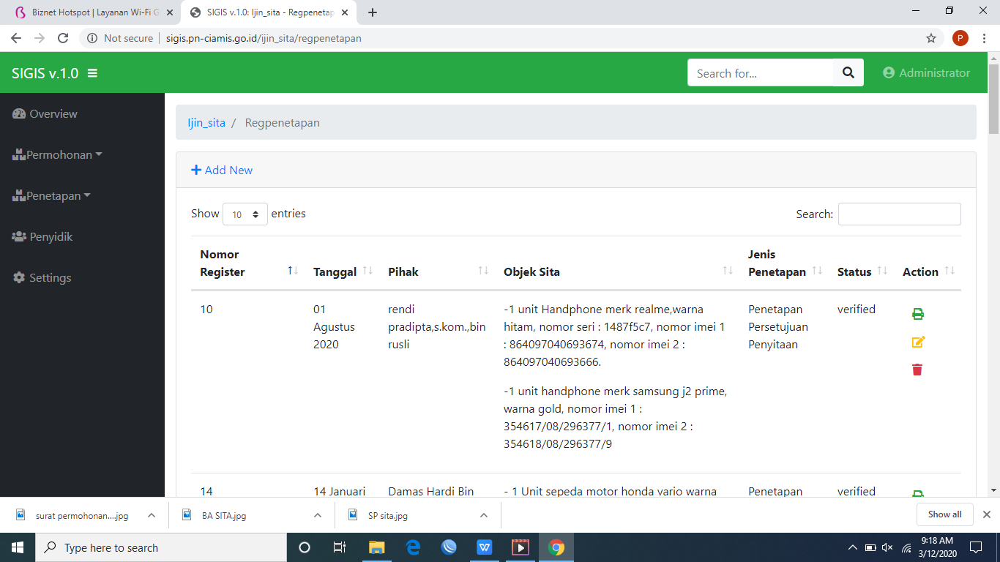 Biznet Hotspot | Layanan Wi-Fi G
SIGIS v.1.0: Ijin_sita - Regpenetap
Not secure
sigis.pn-ciamis.go.id/ijin_sita/regpenetapan
P
SIGIS v.1.0
Search for...
Administrator
Overview
Permohonan
Penetapan
Penyidik
Settings
Ijin_sita / Regpenetapan
Add New
Show 10 entries
Search:
Nomor
Register
Tanggal
Pihak
Objek Sita
Jenis
Penetapan
Status
Action
10
01
Agustus
2020
rendi
pradipta,s.kom.,bin
rusli
-1 unit Handphone merk realme,warna
hitam, nomor seri : 1487f5c7, nomor imei 1
: 864097040693674, nomor imei 2 :
864097040693666.
-1 unit handphone merk samsung j2 prime,
warna gold, nomor imei 1 :
354617/08/296377/1, nomor imei 2 :
354618/08/296377/9
Penetapan
Persetujuan
Penyitaan
verified
14
14 Januari
Damas Hardi Bin
- 1 Unit sepeda motor honda vario warna
Penetapan
verified
surat permohonan....jpg
BA SITA.jpg
SP sita.jpg
Show all
Type here to search
W
9:18 AM
3/12/2020